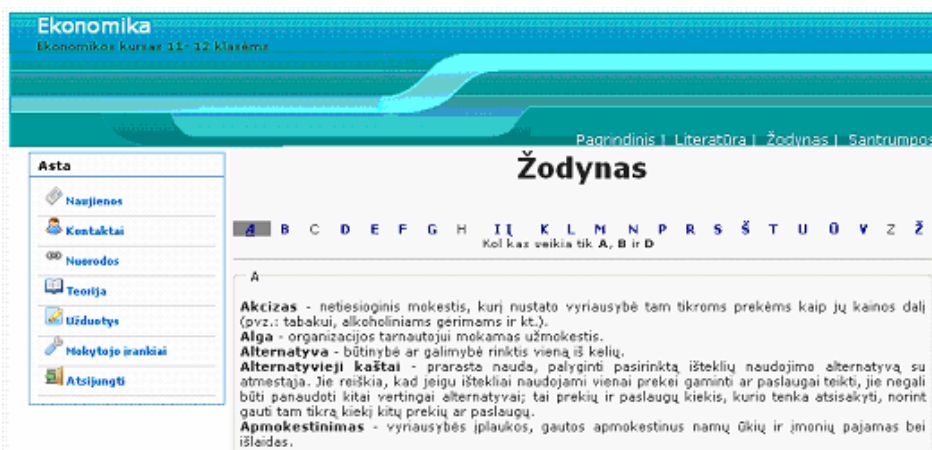 Ekonomika
Ekonomikos kursas 11- 12 klasėms
Pagrindinis | Literatūra | Žodynas | Santrumpos
Asta
Naujienos
Kontaktai
Nuorodos
Teorija
Užduotys
Mokytojo įrankiai
Atsijungti
Žodynas
A B C D E F G H I Į K L M N P R S Š T U Ū V Z Ž
Kol kas veikia tik A, B ir D
A
Akcizas - netiesioginis mokestis, kurį nustato vyriausybė tam tikroms prekėms kaip jų kainos dalį
(pvz.: tabakui, alkoholiniams gėrimams ir kt.).
Alga - organizacijos tarnautojui mokamas užmokestis.
Alternatyva - būtinybė ar galimybė rinktis vieną iš kelių.
Alternatyvieji kaštai - prarasta nauda, palyginti pasirinktą išteklių naudojimo alternatyvą su
atmestąja. Jie reiškia, kad jeigu ištekliai naudojami vienai prekei gaminti ar paslaugai teikti, jie negali
būti panaudoti kitai vertingai alternatyvai; tai prekių ir paslaugų kiekis, kurio tenka atsisakyti, norint
gauti tam tikrą kiekį kitų prekių ar paslaugų.
Apmokestinimas - vyriausybės įplaukos, gautos apmokestinus namų ūkių ir įmonių pajamas bei
išlaidas.